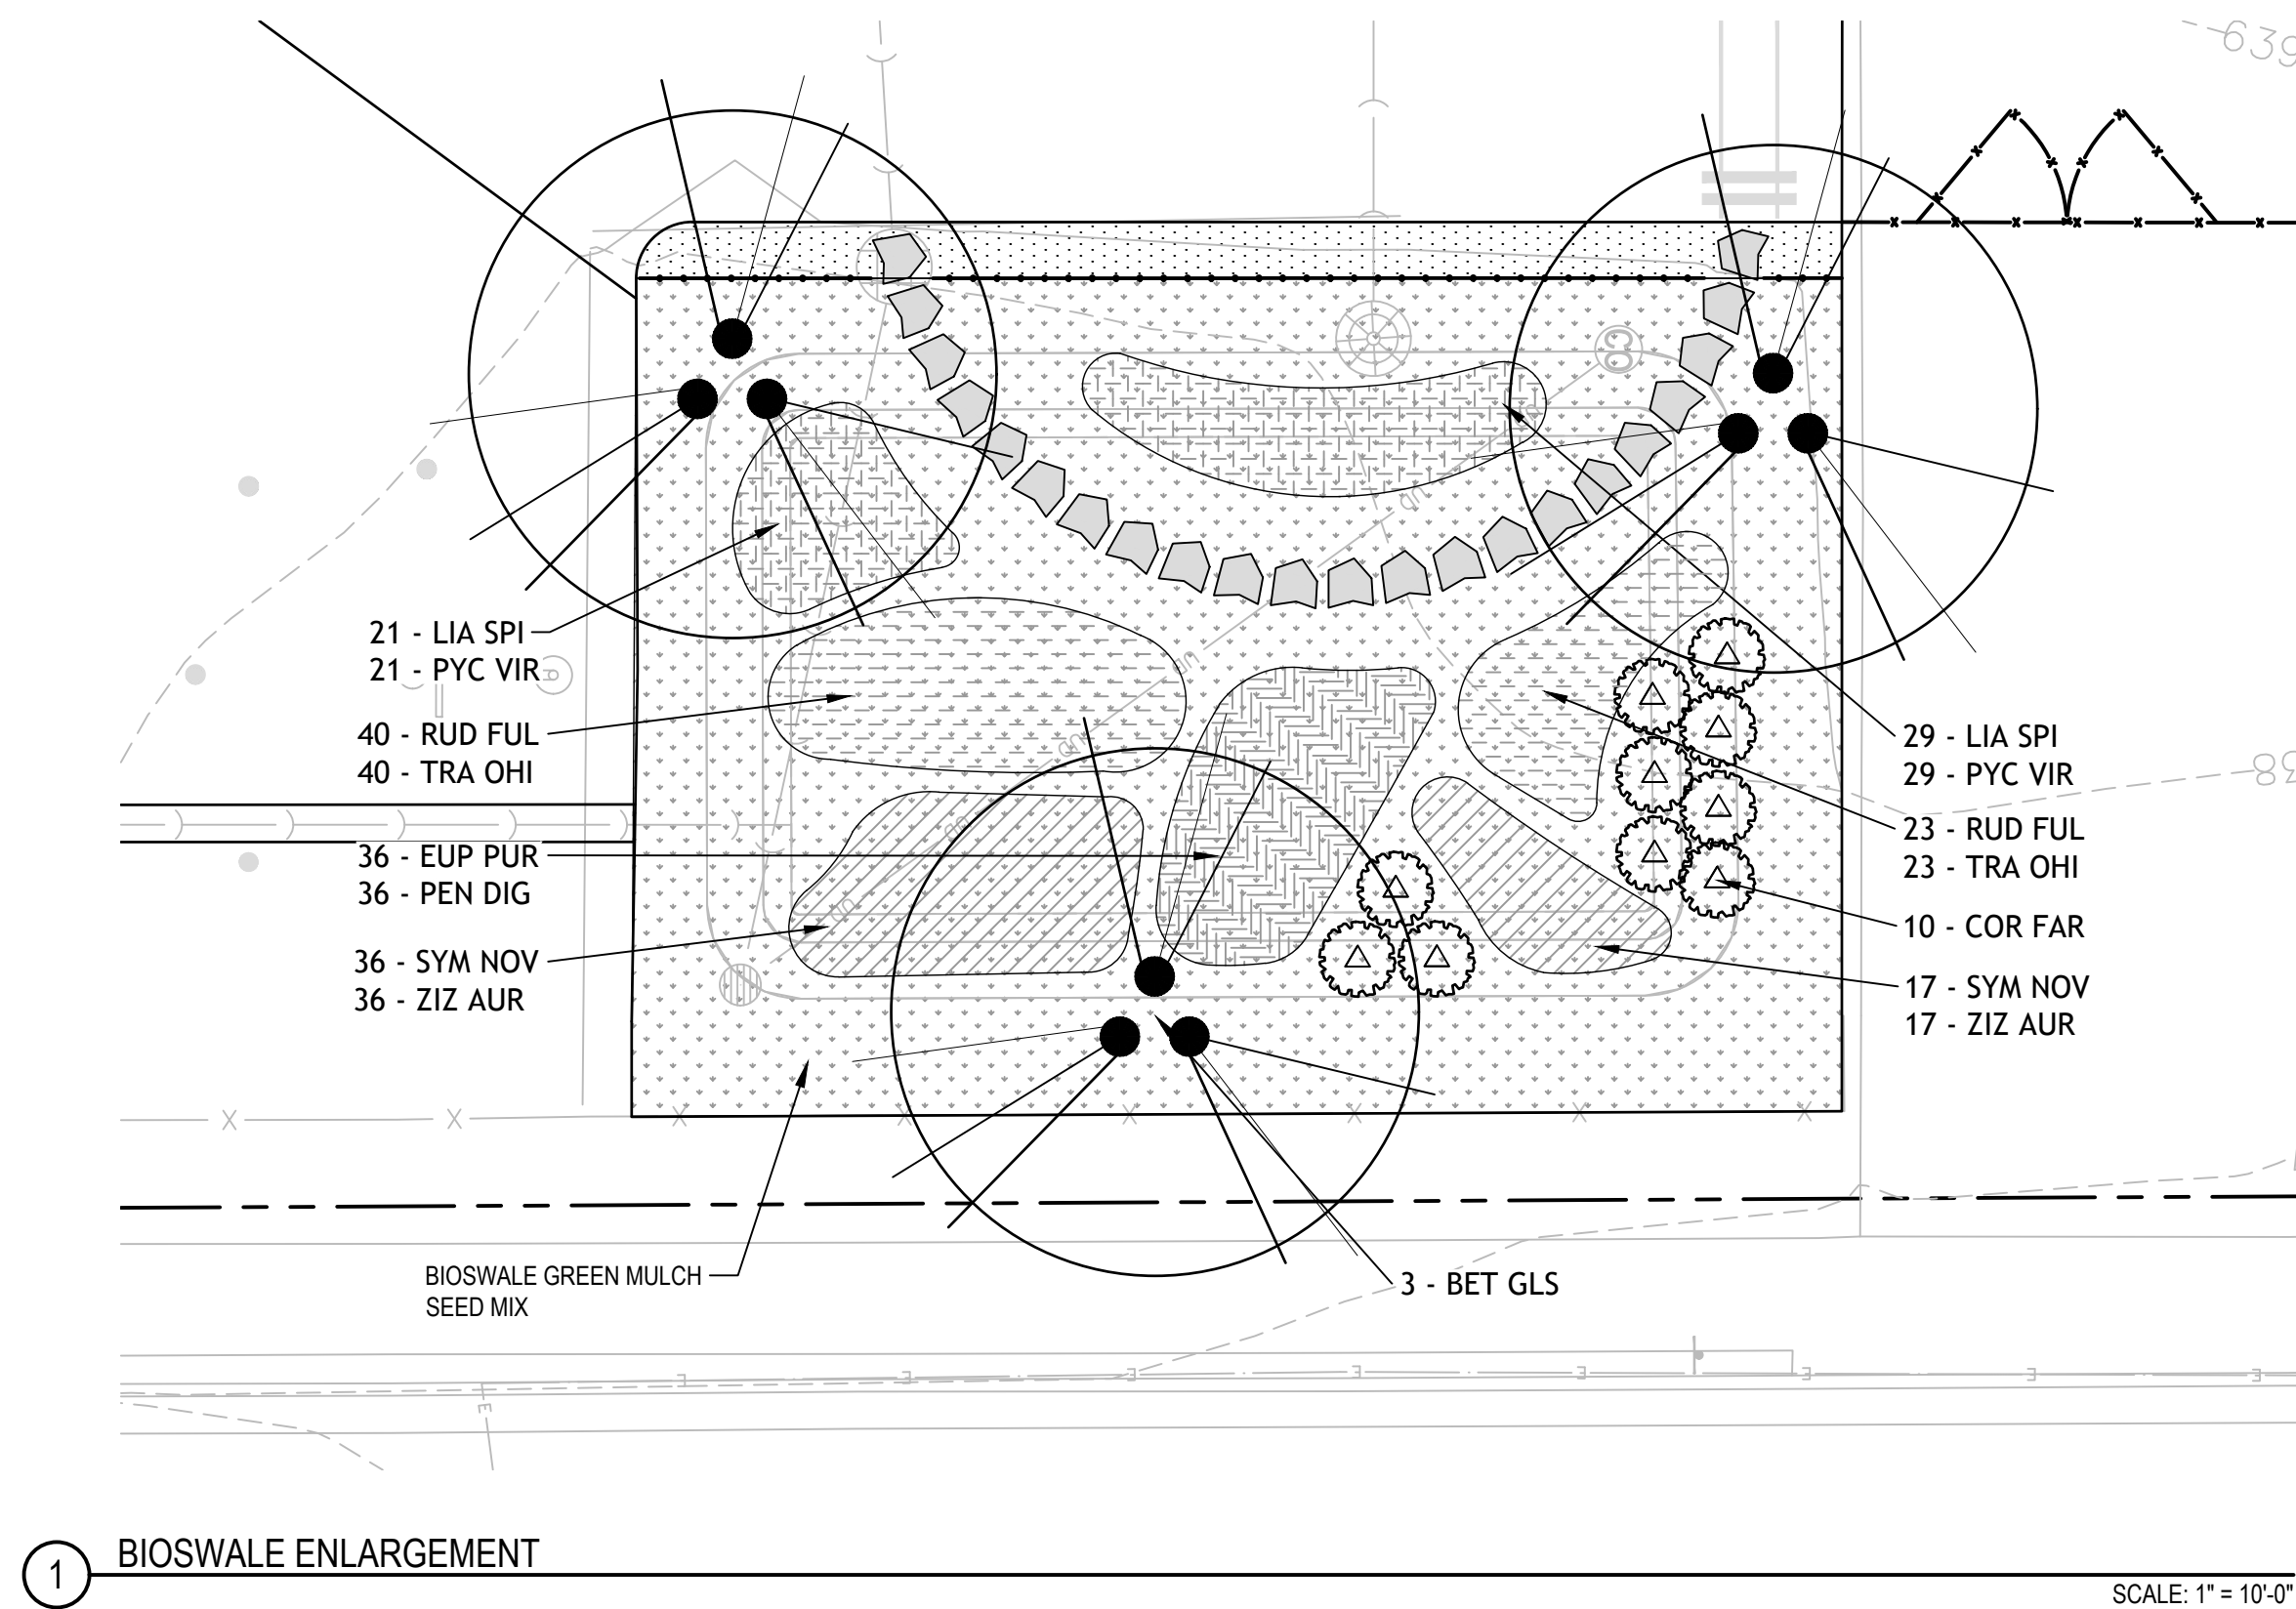 639
21 - LIA SPI
21 - PYC VIR
40 - RUD FUL
40 - TRA OHI
36 - EUP PUR
36 - PEN DIG
36 - SYM NOV
36 - ZIZ AUR
29 - LIA SPI
29 - PYC VIR
23 - RUD FUL
23 - TRA OHI
10 - COR FAR
17 - SYM NOV
17 - ZIZ AUR
BIOSWALE GREEN MULCH
SEED MIX
3 - BET GLS
1
BIOSWALE ENLARGEMENT
SCALE: 1" = 10'-0"